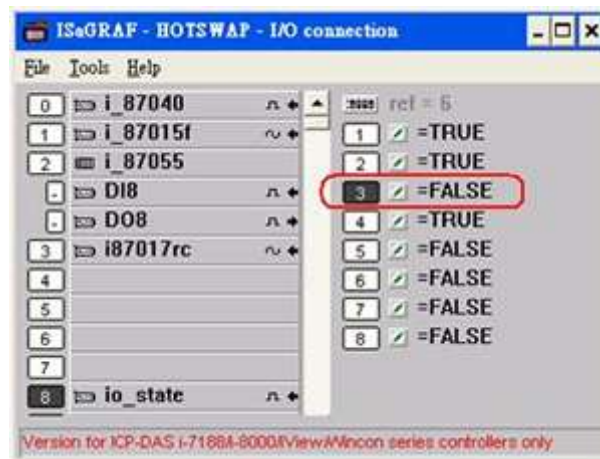 ISaGRAF - HOTSWAP - I/O connection
File Tools Help
0 i_87040
1 i_87015f
2 i_87055
. DI8
. DO8
3 i87017rc
4
5
6
7
8 io_state
ref = 6
1 =TRUE
2 =TRUE
3 =FALSE
4 =TRUE
5 =FALSE
6 =FALSE
7 =FALSE
8 =FALSE
Version for ICP-DAS i-7188/i-8000/iView/Wincon series controllers only